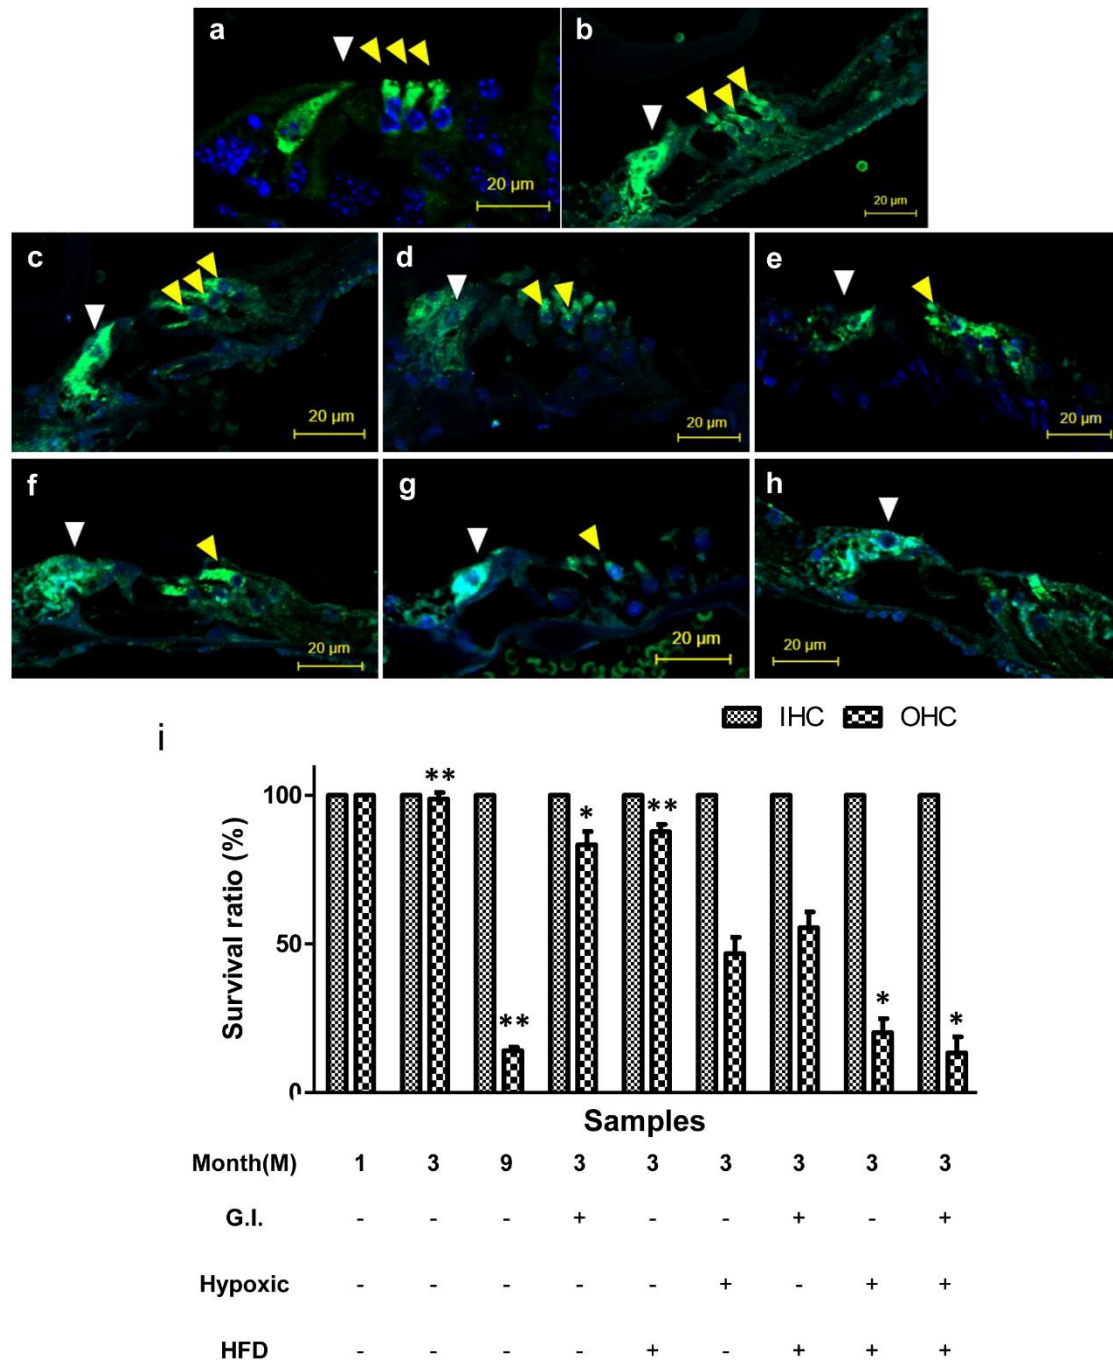 a
b
20 µm
20 µm
c
d
e
20 µm
20 µm
20 µm
f
g
h
20 µm
20 µm
20 µm
i
IHC OHC
Survival ratio (%)
100
50
0
** ** * ** * *
Samples
Month(M) 1 3 9 3 3 3 3 3 3
G.I. - - - + - - + - +
Hypoxic - - - - - + - + +
HFD - - - - + - + + +